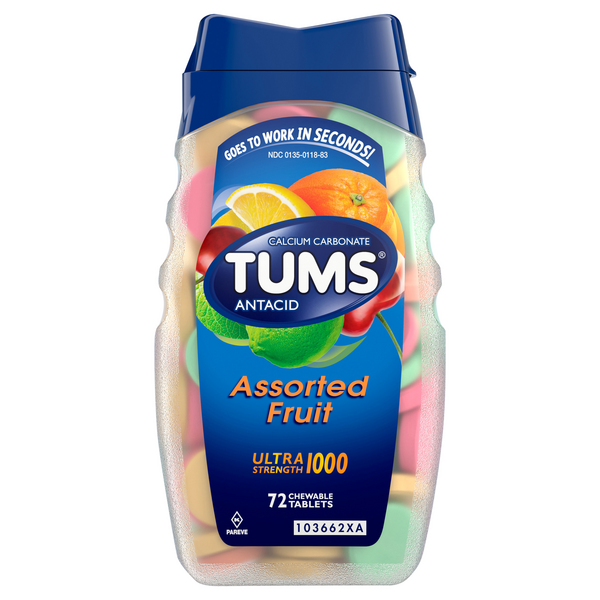 GOES TO WORK IN SECONDS!
NDC 0135-0118-83
CALCIUM CARBONATE
TUMS®
ANTACID
Assorted
Fruit
ULTRA
STRENGTH 1000
72 CHEWABLE
TABLETS
K
PAREVE
103662XA